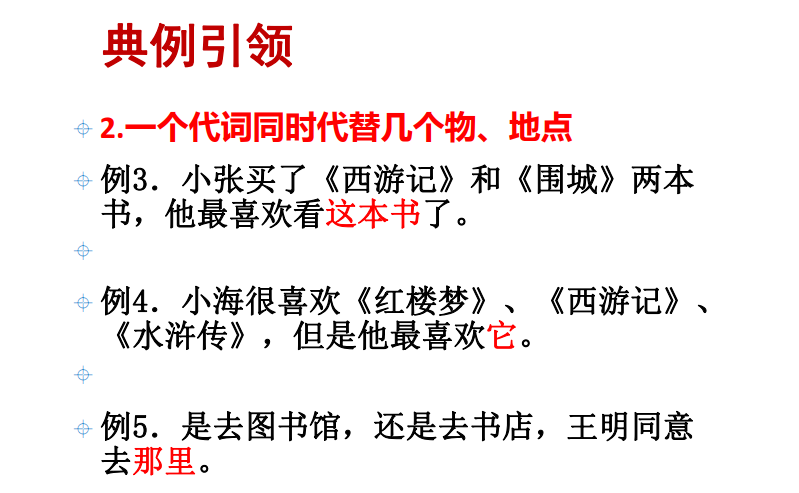 典例引领
2.一个代词同时代替几个物、地点
例3．小张买了《西游记》和《围城》两本
书，他最喜欢看这本书了。
例4．小海很喜欢《红楼梦》、《西游记》、
《水浒传》，但是他最喜欢它。
例5．是去图书馆，还是去书店，王明同意
去那里。